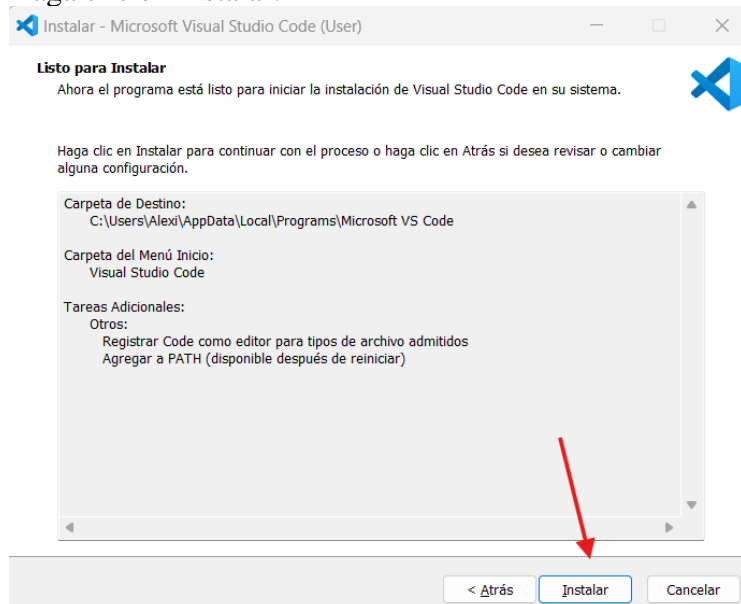 Instalar - Microsoft Visual Studio Code (User)
Listo para Instalar
Ahora el programa está listo para iniciar la instalación de Visual Studio Code en su sistema.
Haga clic en Instalar para continuar con el proceso o haga clic en Atrás si desea revisar o cambiar
alguna configuración.
Carpeta de Destino:
C:\Users\Alexi\AppData\Local\Programs\Microsoft VS Code
Carpeta del Menú Inicio:
Visual Studio Code
Tareas Adicionales:
Otros:
Registrar Code como editor para tipos de archivo admitidos
Agregar a PATH (disponible después de reiniciar)
< Atrás
Instalar
Cancelar